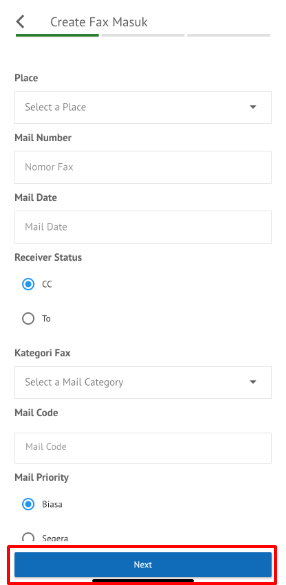 Create Fax Masuk
Place
Select a Place
Mail Number
Nomor Fax
Mail Date
Mail Date
Receiver Status
CC
To
Kategori Fax
Select a Mail Category
Mail Code
Mail Code
Mail Priority
Biasa
Segera
Next